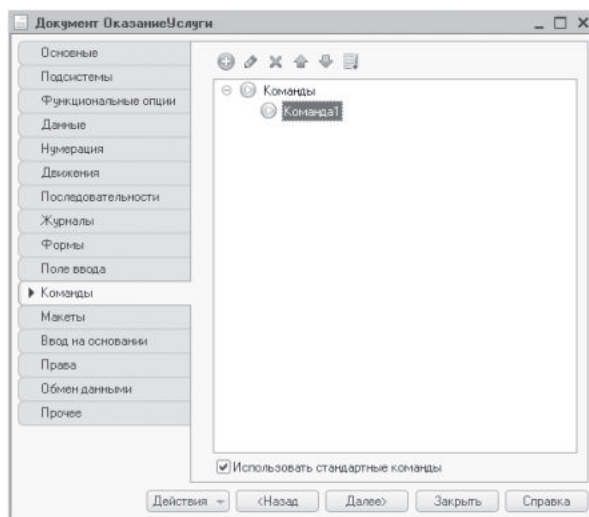 Документ ОказаниеУслуги
Основные
Подсистемы
Функциональные опции
Данные
Нумерация
Движения
Последовательности
Журналы
Формы
Поле ввода
Команды
Макеты
Ввод на основании
Права
Обмен данными
Прочее
Команды
Команда1
Использовать стандартные команды
Действия
<Назад
Далее>
Закрыть
Справка